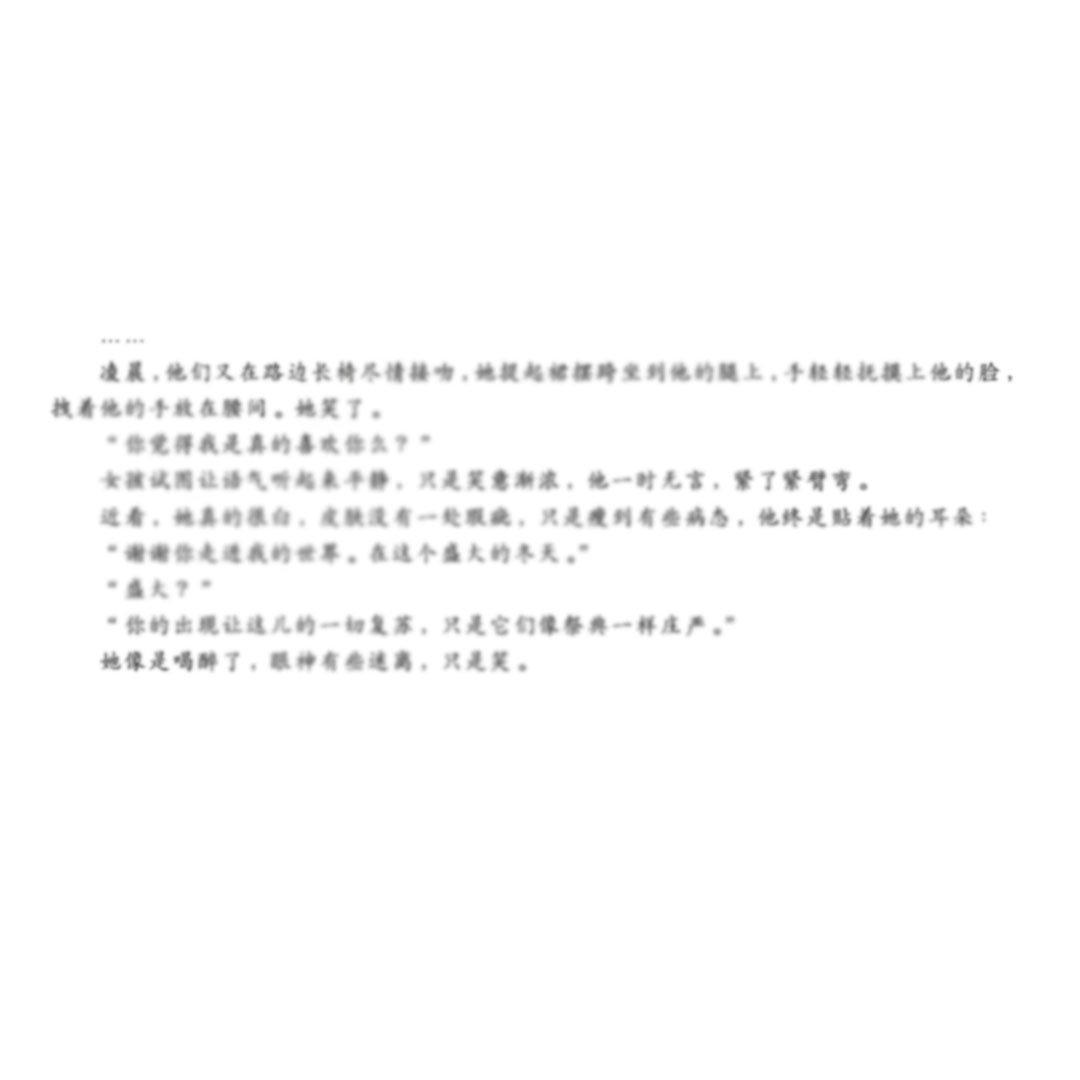 ……
凌晨，他们又在路边长椅尽情接吻，她提起裙摆跨坐到他的腿上，手轻轻抚摸上他的脸，
拽着他的手放在腰间。她笑了。
“你觉得我是真的喜欢你么？”
女孩试图让语气听起来平静，只是笑意渐浓，他一时无言，紧了紧臂弯。
近看，她真的很白，皮肤没有一处瑕疵，只是瘦到有些病态，他终是贴着她的耳朵：
“谢谢你走进我的世界。在这个盛大的冬天。”
“盛大？”
“你的出现让这儿的一切复苏，只是它们像祭典一样庄严。”
她像是喝醉了，眼神有些迷离，只是笑。